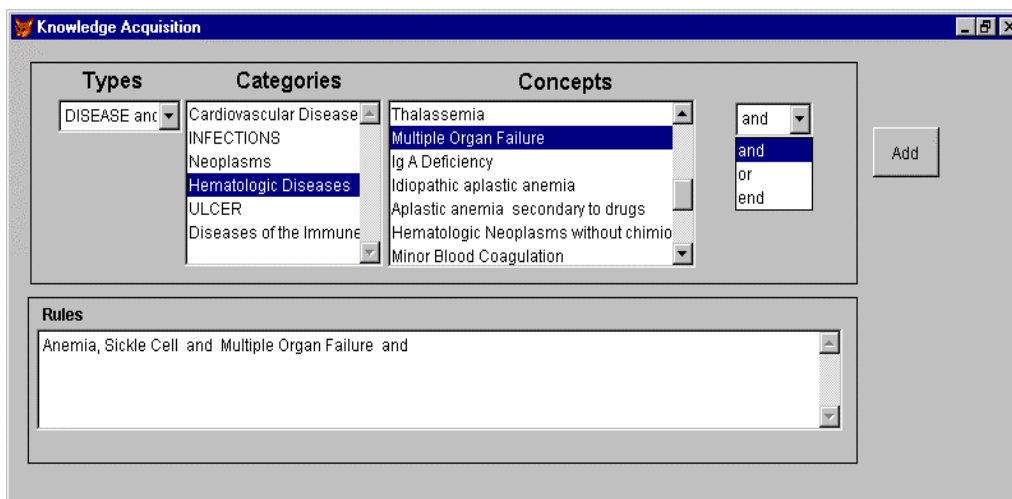 Knowledge Acquisition
Types Categories Concepts
DISEASE and
Cardiovascular Disease
INFECTIONS
Neoplasms
Hematologic Diseases
ULCER
Diseases of the Immune
Thalassemia
Multiple Organ Failure
Ig A Deficiency
Idiopathic aplastic anemia
Aplastic anemia secondary to drugs
Hematologic Neoplasms without chimio
Minor Blood Coagulation
and
and
or
end
Add
Rules
Anemia, Sickle Cell and Multiple Organ Failure and